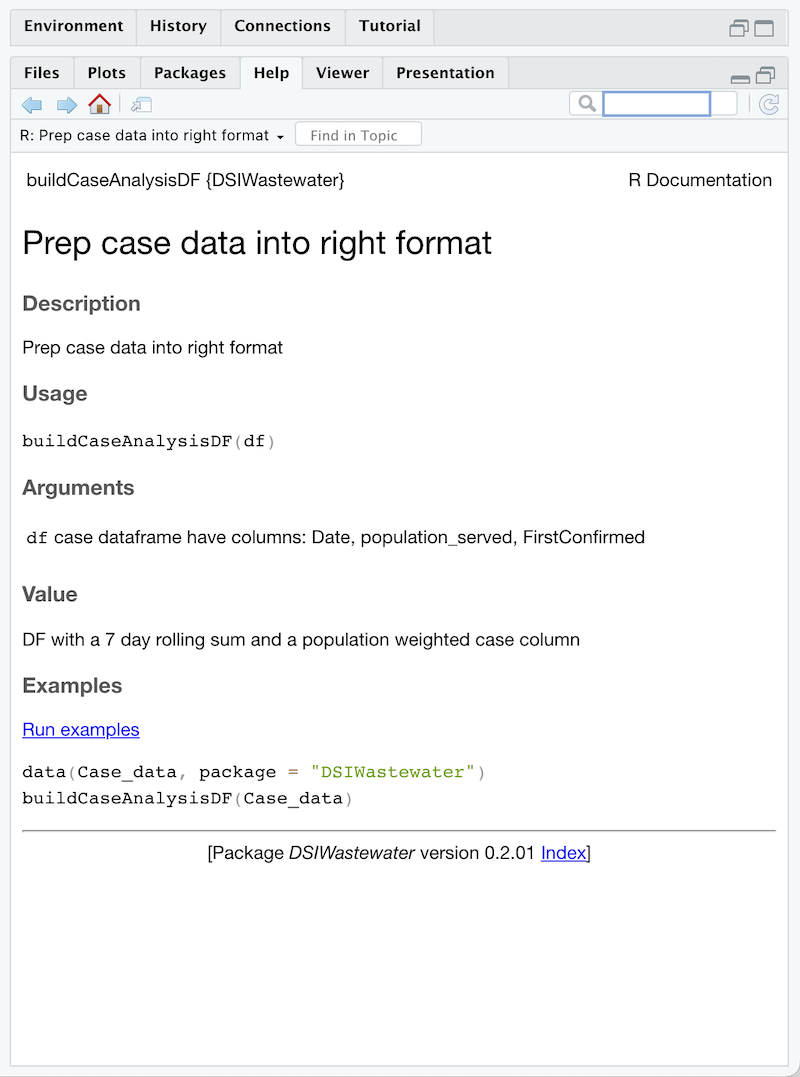 Environment History Connections Tutorial
Files Plots Packages Help Viewer Presentation
R: Prep case data into right format Find in Topic
buildCaseAnalysisDF {DSIWastewater} R Documentation
Prep case data into right format
Description
Prep case data into right format
Usage
buildCaseAnalysisDF(df)
Arguments
df case dataframe have columns: Date, population_served, FirstConfirmed
Value
DF with a 7 day rolling sum and a population weighted case column
Examples
Run examples
data(Case_data, package = "DSIWastewater")
buildCaseAnalysisDF(Case_data)
[Package DSIWastewater version 0.2.01 Index]